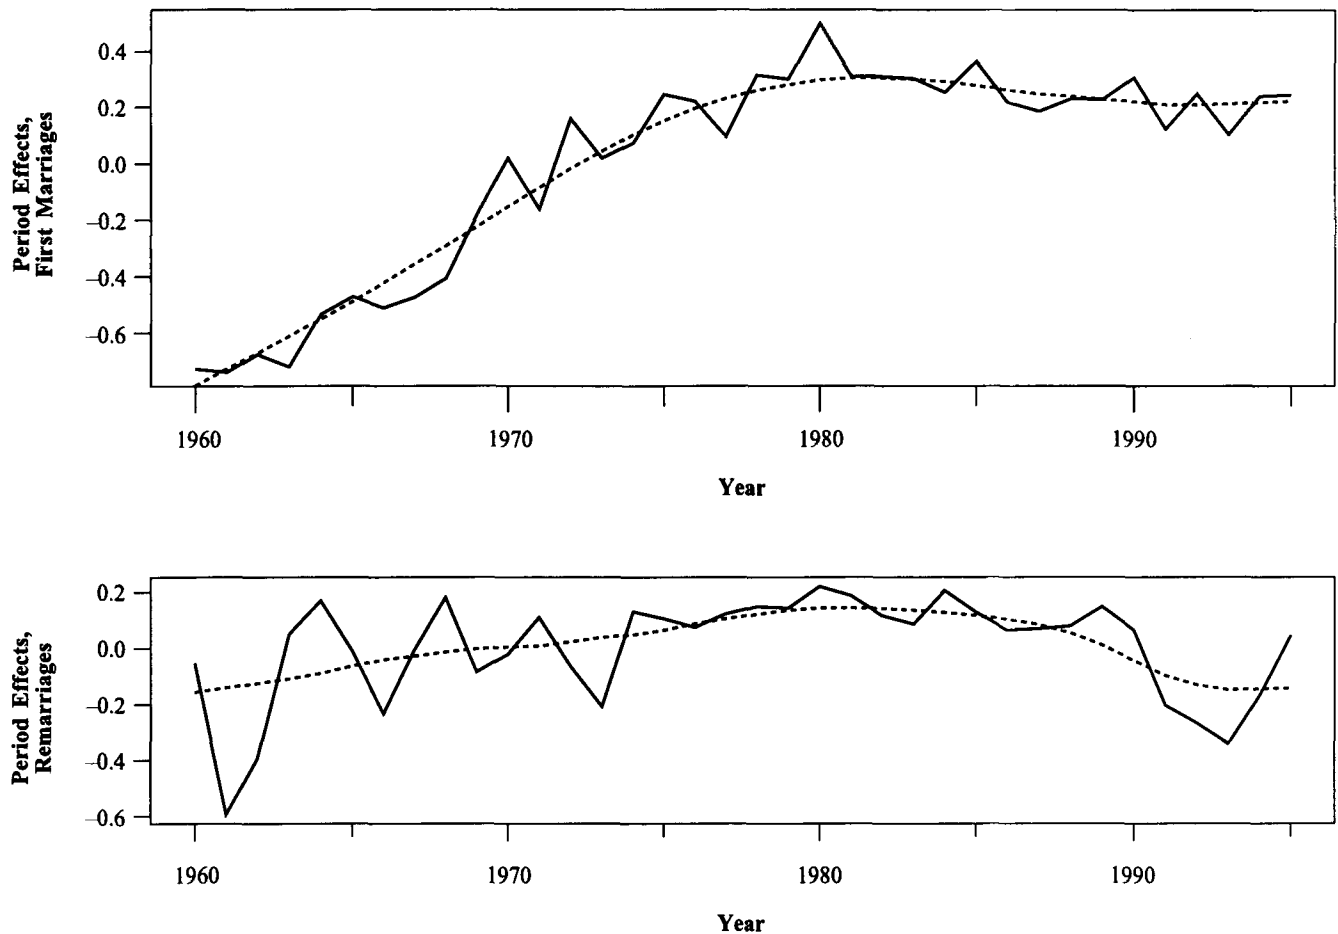 Period Effects,
First Marriages
0.4
0.2
0.0
–0.2
–0.4
–0.6
1960 1970 1980 1990
Year
Period Effects,
Remarriages
0.2
0.0
–0.2
–0.4
–0.6
1960 1970 1980 1990
Year